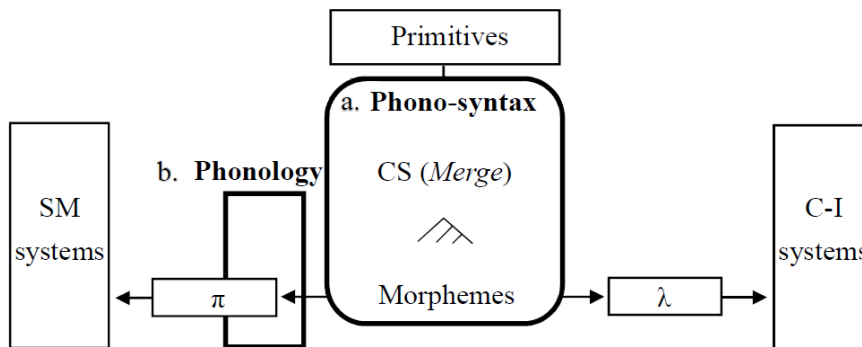 Primitives
a. Phono-syntax
b. Phonology
CS (Merge)
SM
systems
C-I
systems
π
Morphemes
λ